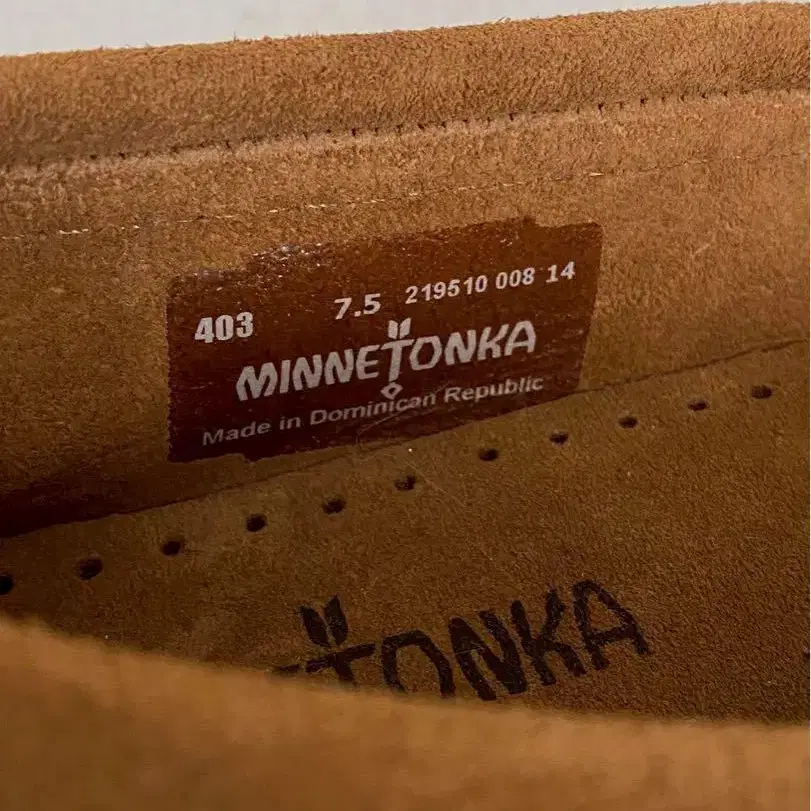 403 7.5 219510 008 14
MINNETONKA
Made in Dominican Republic
TONKA